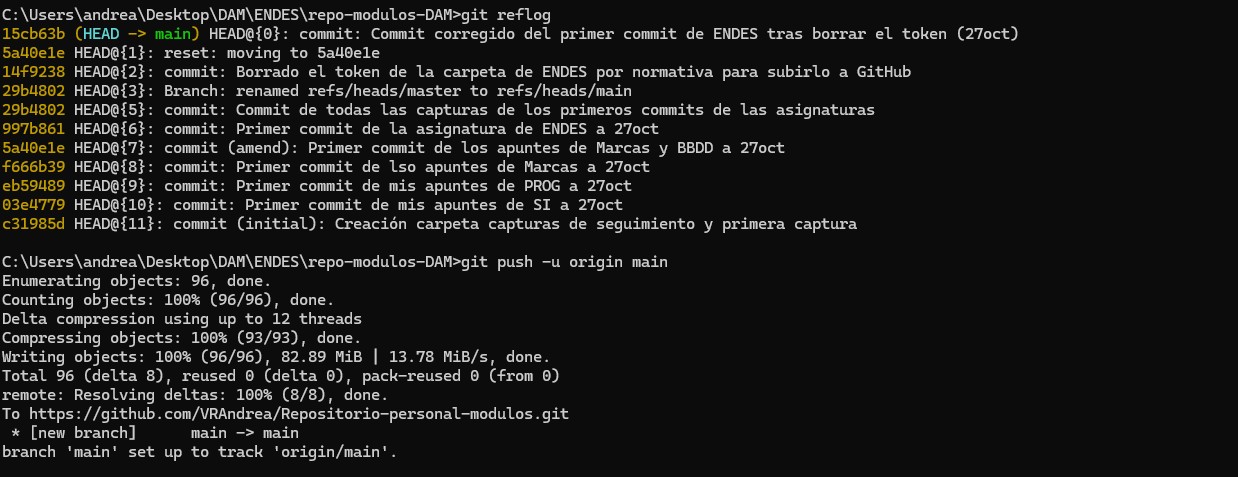 C:\Users\andrea\Desktop\DAM\ENDES\repo-modulos-DAM>git reflog
15cb63b (HEAD -> main) HEAD@{0}: commit: Commit corregido del primer commit de ENDES tras borrar el token (27oct)
5a40e1e HEAD@{1}: reset: moving to 5a40e1e
14f9238 HEAD@{2}: commit: Borrado el token de la carpeta de ENDES por normativa para subirlo a GitHub
29b4802 HEAD@{3}: Branch: renamed refs/heads/master to refs/heads/main
29b4802 HEAD@{5}: commit: Commit de todas las capturas de los primeros commits de las asignaturas
997b861 HEAD@{6}: commit: Primer commit de la asignatura de ENDES a 27oct
5a40e1e HEAD@{7}: commit (amend): Primer commit de los apuntes de Marcas y BBDD a 27oct
f666b39 HEAD@{8}: commit: Primer commit de lso apuntes de Marcas a 27oct
eb59489 HEAD@{9}: commit: Primer commit de mis apuntes de PROG a 27oct
03e4779 HEAD@{10}: commit: Primer commit de mis apuntes de SI a 27oct
c31985d HEAD@{11}: commit (initial): Creación carpeta capturas de seguimiento y primera captura
C:\Users\andrea\Desktop\DAM\ENDES\repo-modulos-DAM>git push -u origin main
Enumerating objects: 96, done.
Counting objects: 100% (96/96), done.
Delta compression using up to 12 threads
Compressing objects: 100% (93/93), done.
Writing objects: 100% (96/96), 82.89 MiB | 13.78 MiB/s, done.
Total 96 (delta 8), reused 0 (delta 0), pack-reused 0 (from 0)
remote: Resolving deltas: 100% (8/8), done.
To https://github.com/VRAndrea/Repositorio-personal-modulos.git
 * [new branch]      main -> main
branch 'main' set up to track 'origin/main'.